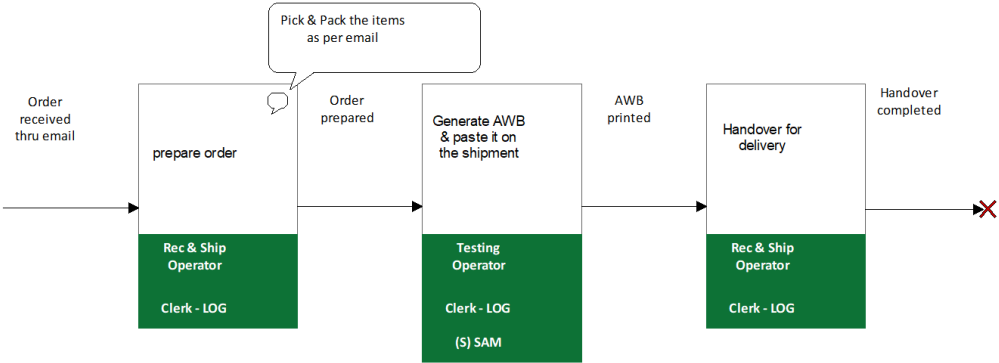 Pick & Pack the items
as per email
Order
received
thru email
prepare order
Rec & Ship
Operator
Clerk - LOG
Order
prepared
Generate AWB
& paste it on
the shipment
Testing
Operator
Clerk - LOG
(S) SAM
AWB
printed
Handover for
delivery
Rec & Ship
Operator
Clerk - LOG
Handover
completed